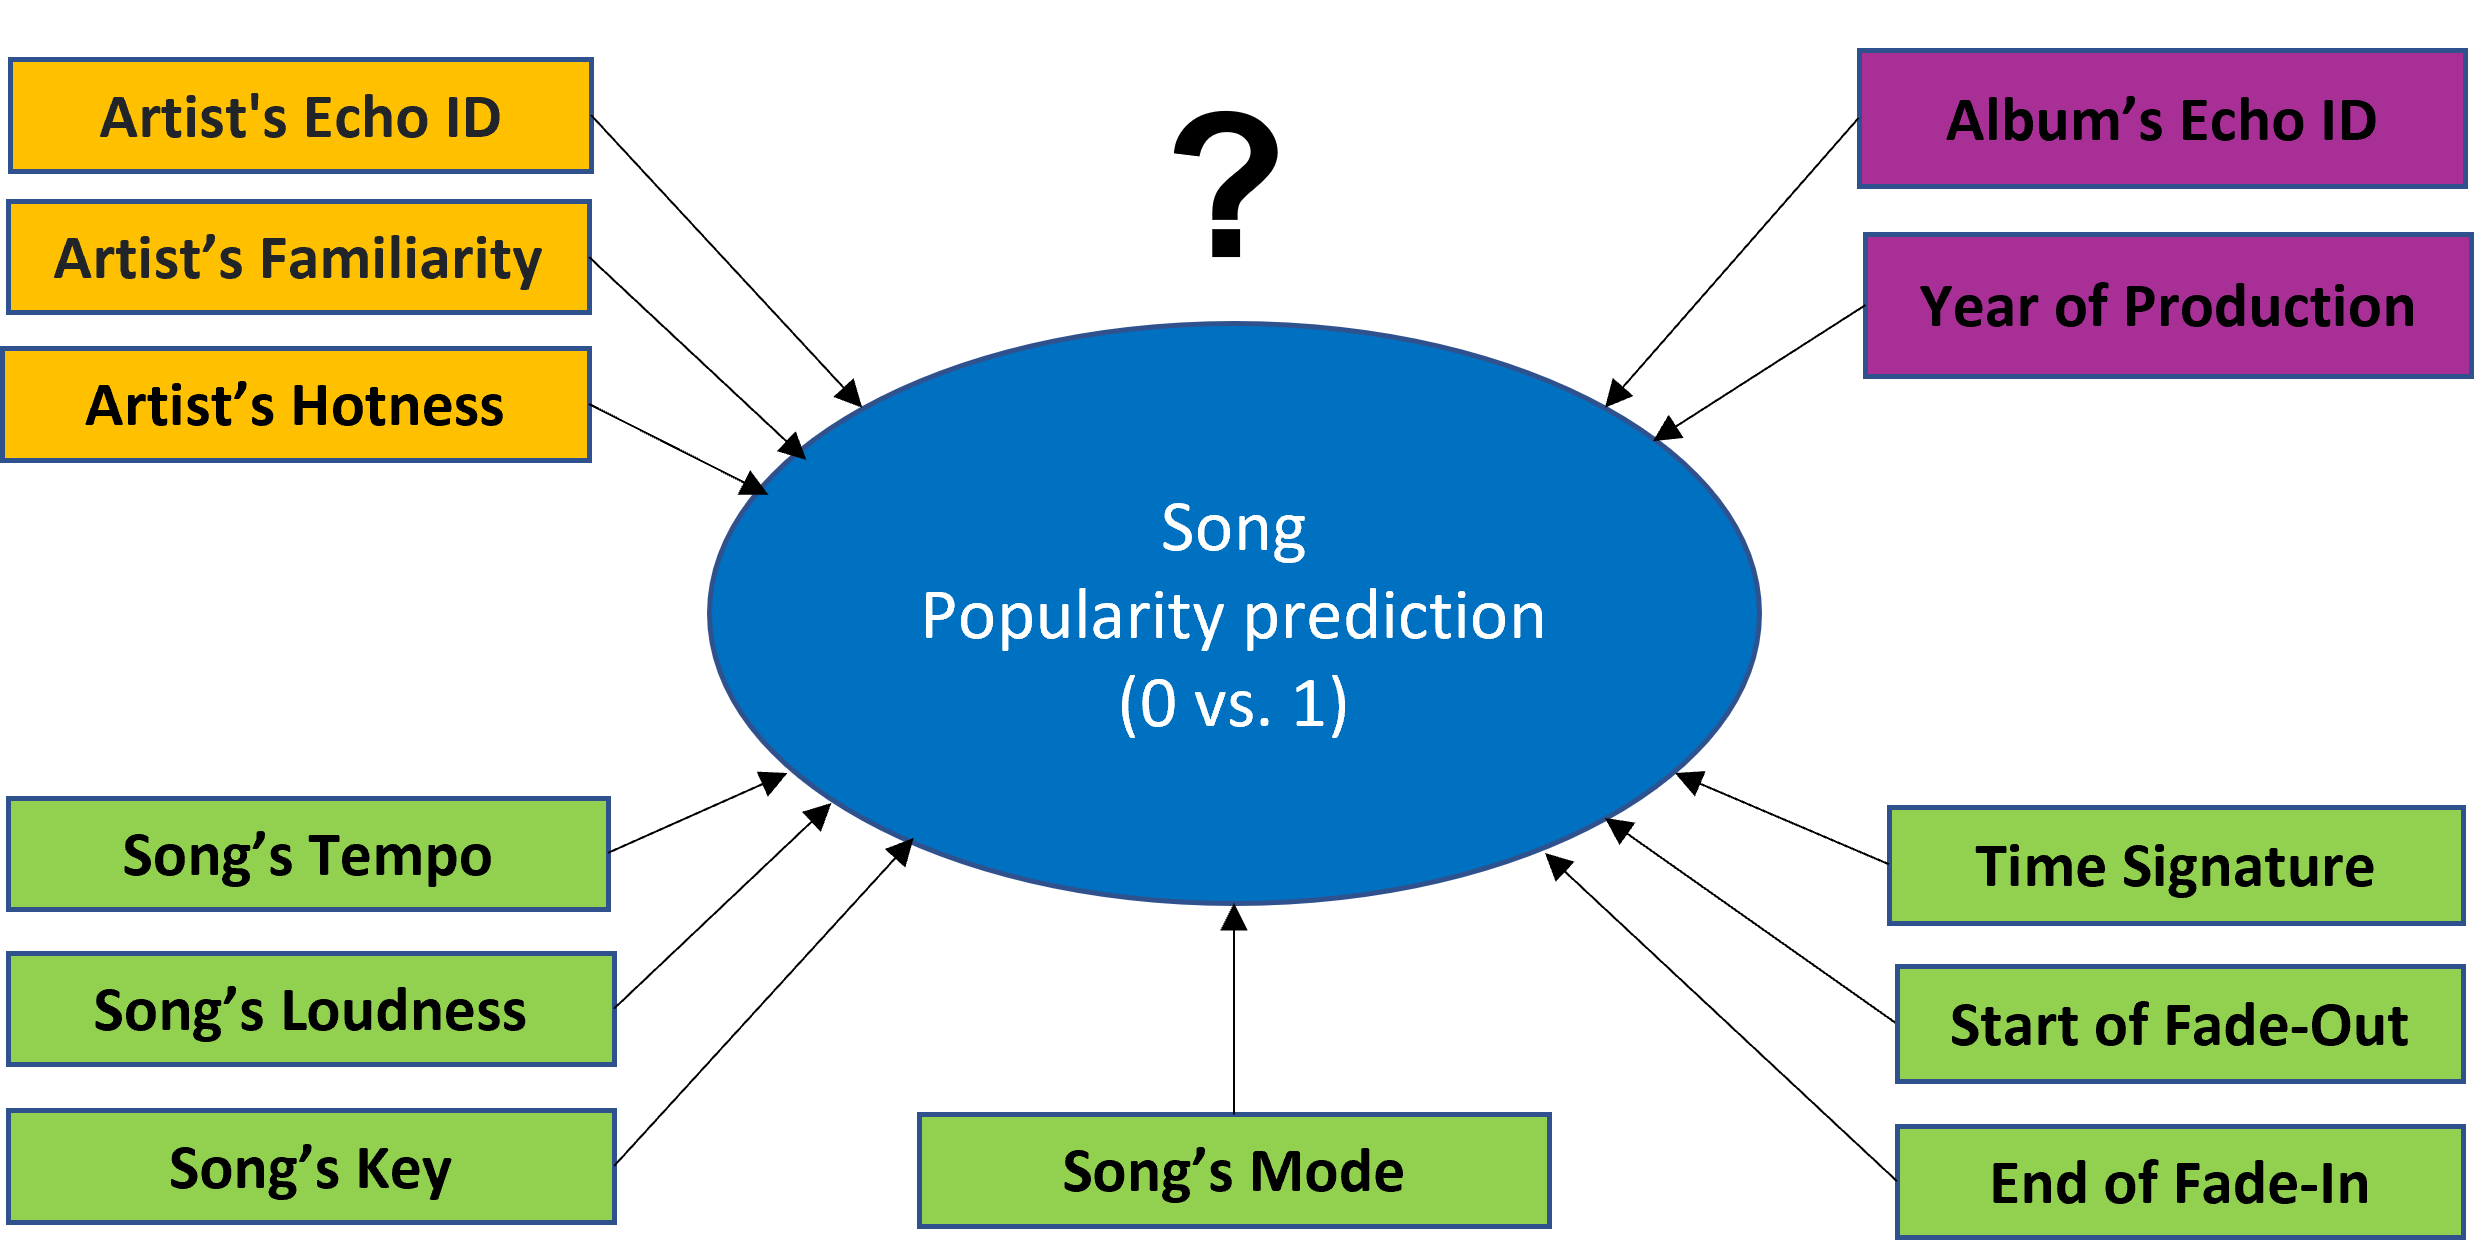 Artist's Echo ID
Artist’s Familiarity
Artist’s Hotness
?
Album’s Echo ID
Year of Production
Song
Popularity prediction
(0 vs. 1)
Song’s Tempo
Song’s Loudness
Song’s Key
Song’s Mode
Time Signature
Start of Fade-Out
End of Fade-In